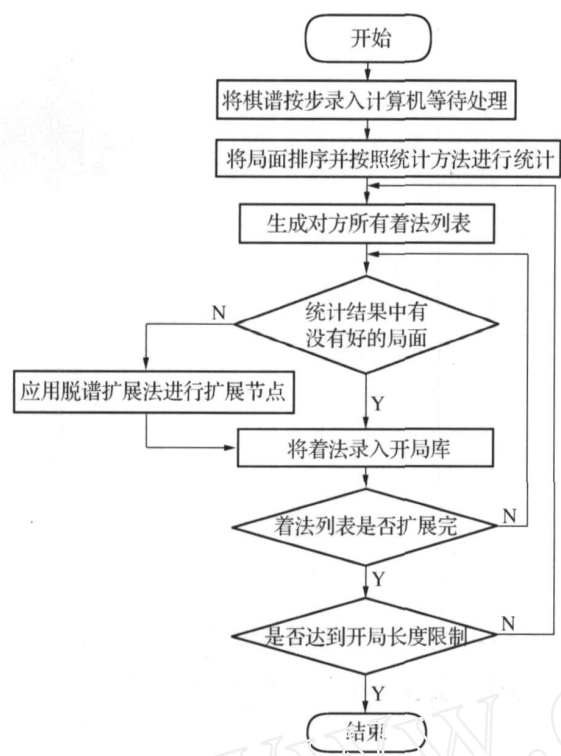 开始
将棋谱按步录入计算机等待处理
将局面排序并按照统计方法进行统计
生成对方所有着法列表
N
统计结果中有
没有好的局面
应用脱谱扩展法进行扩展节点
Y
将着法录入开局库
着法列表是否扩展完
N
Y
是否达到开局长度限制
N
Y
结束